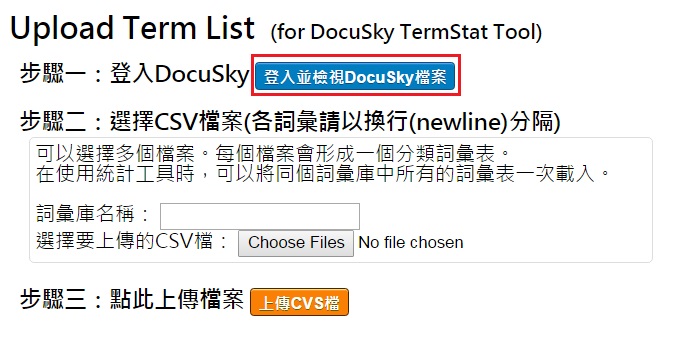 Upload Term List (for DocuSky TermStat Tool)
步驟一：登入DocuSky 登入並檢視DocuSky檔案
步驟二：選擇CSV檔案(各詞彙請以換行(newline)分隔)
可以選擇多個檔案。每個檔案會形成一個分類詞彙表。
在使用統計工具時，可以將同個詞彙庫中所有的詞彙表一次載入。
詞彙庫名稱：
選擇要上傳的CSV檔： Choose Files No file chosen
步驟三：點此上傳檔案 上傳CVS檔